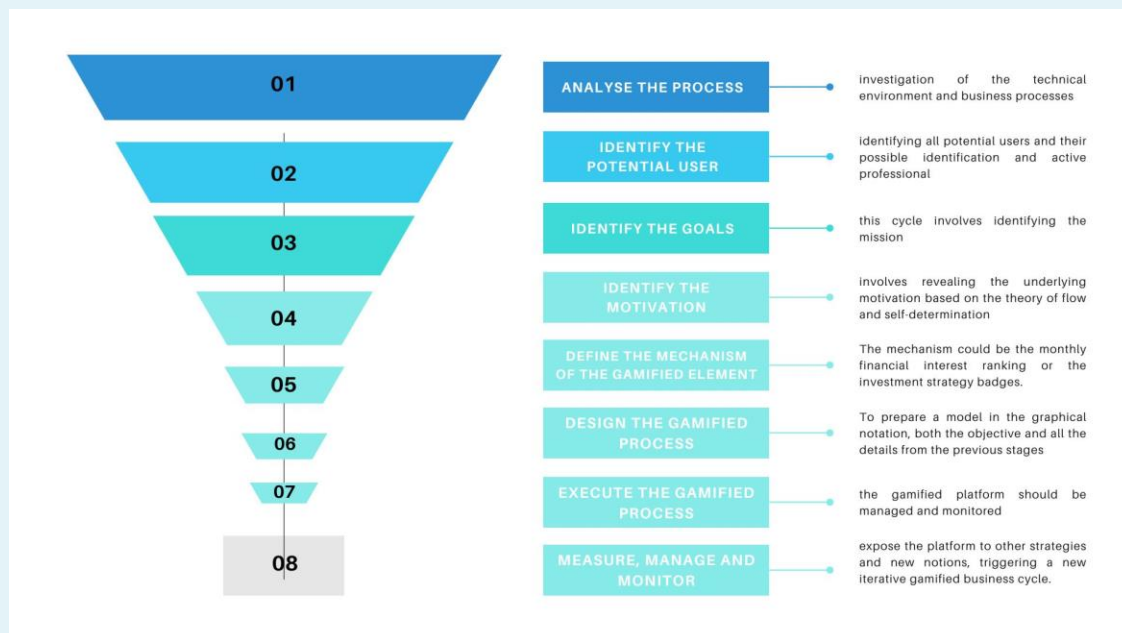 01
ANALYSE THE PROCESS
investigation of the technical
environment and business processes
02
IDENTIFY THE
POTENTIAL USER
identifying all potential users and their
possible identification and active
professional
03
IDENTIFY THE GOALS
this cycle involves identifying the
mission
04
IDENTIFY THE
MOTIVATION
involves revealing the underlying
motivation based on the theory of flow
and self-determination
05
DEFINE THE MECHANISM
OF THE GAMIFIED ELEMENT
The mechanism could be the monthly
financial interest ranking or the
investment strategy badges.
06
DESIGN THE GAMIFIED
PROCESS
To prepare a model in the graphical
notation, both the objective and all the
details from the previous stages
07
EXECUTE THE GAMIFIED
PROCESS
the gamified platform should be
managed and monitored
08
MEASURE, MANAGE AND
MONITOR
expose the platform to other strategies
and new notions, triggering a new
iterative gamified business cycle.